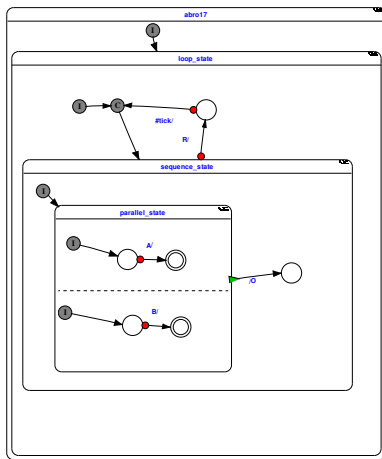 abro17
I
loop_state
I
C
#tick/
R/
sequence_state
I
parallel_state
I
A/
/O
I
B/